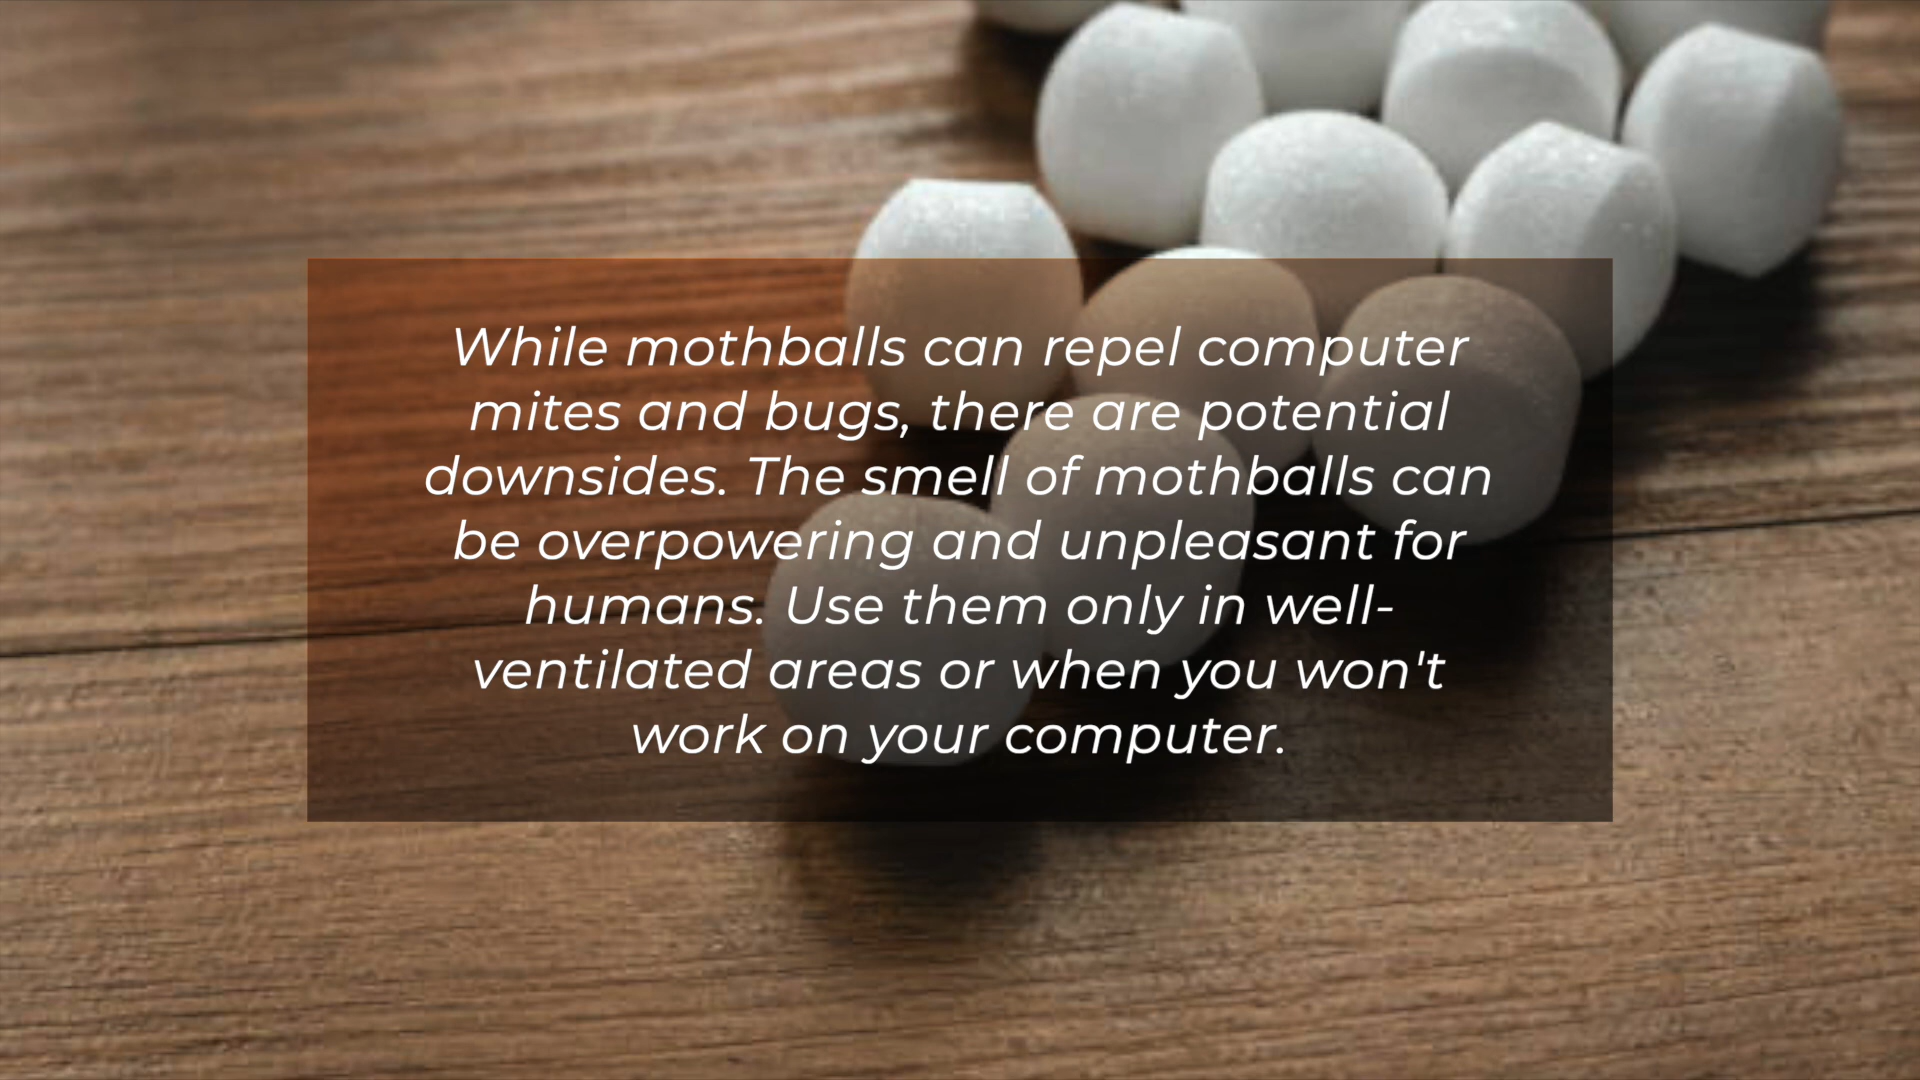 While mothballs can repel computer
mites and bugs, there are potential
downsides. The smell of mothballs can
be overpowering and unpleasant for
humans. Use them only in well-
ventilated areas or when you won't
work on your computer.